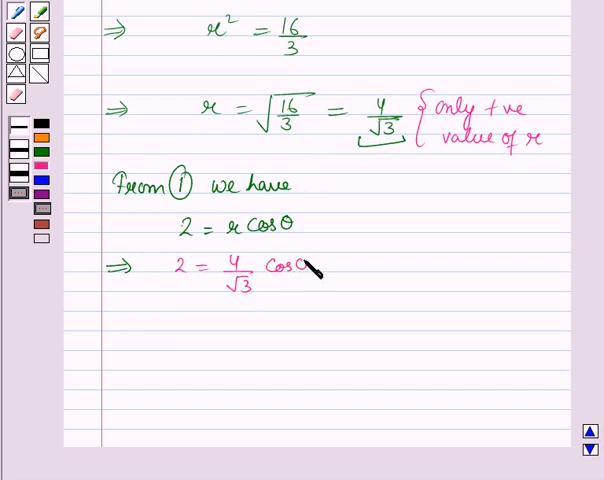 ⇒ r² = 16/3
⇒ r = √(16/3) = 4/√3 { only +ve
value of r
From ① we have
2 = r cosθ
⇒ 2 = 4/√3 cos